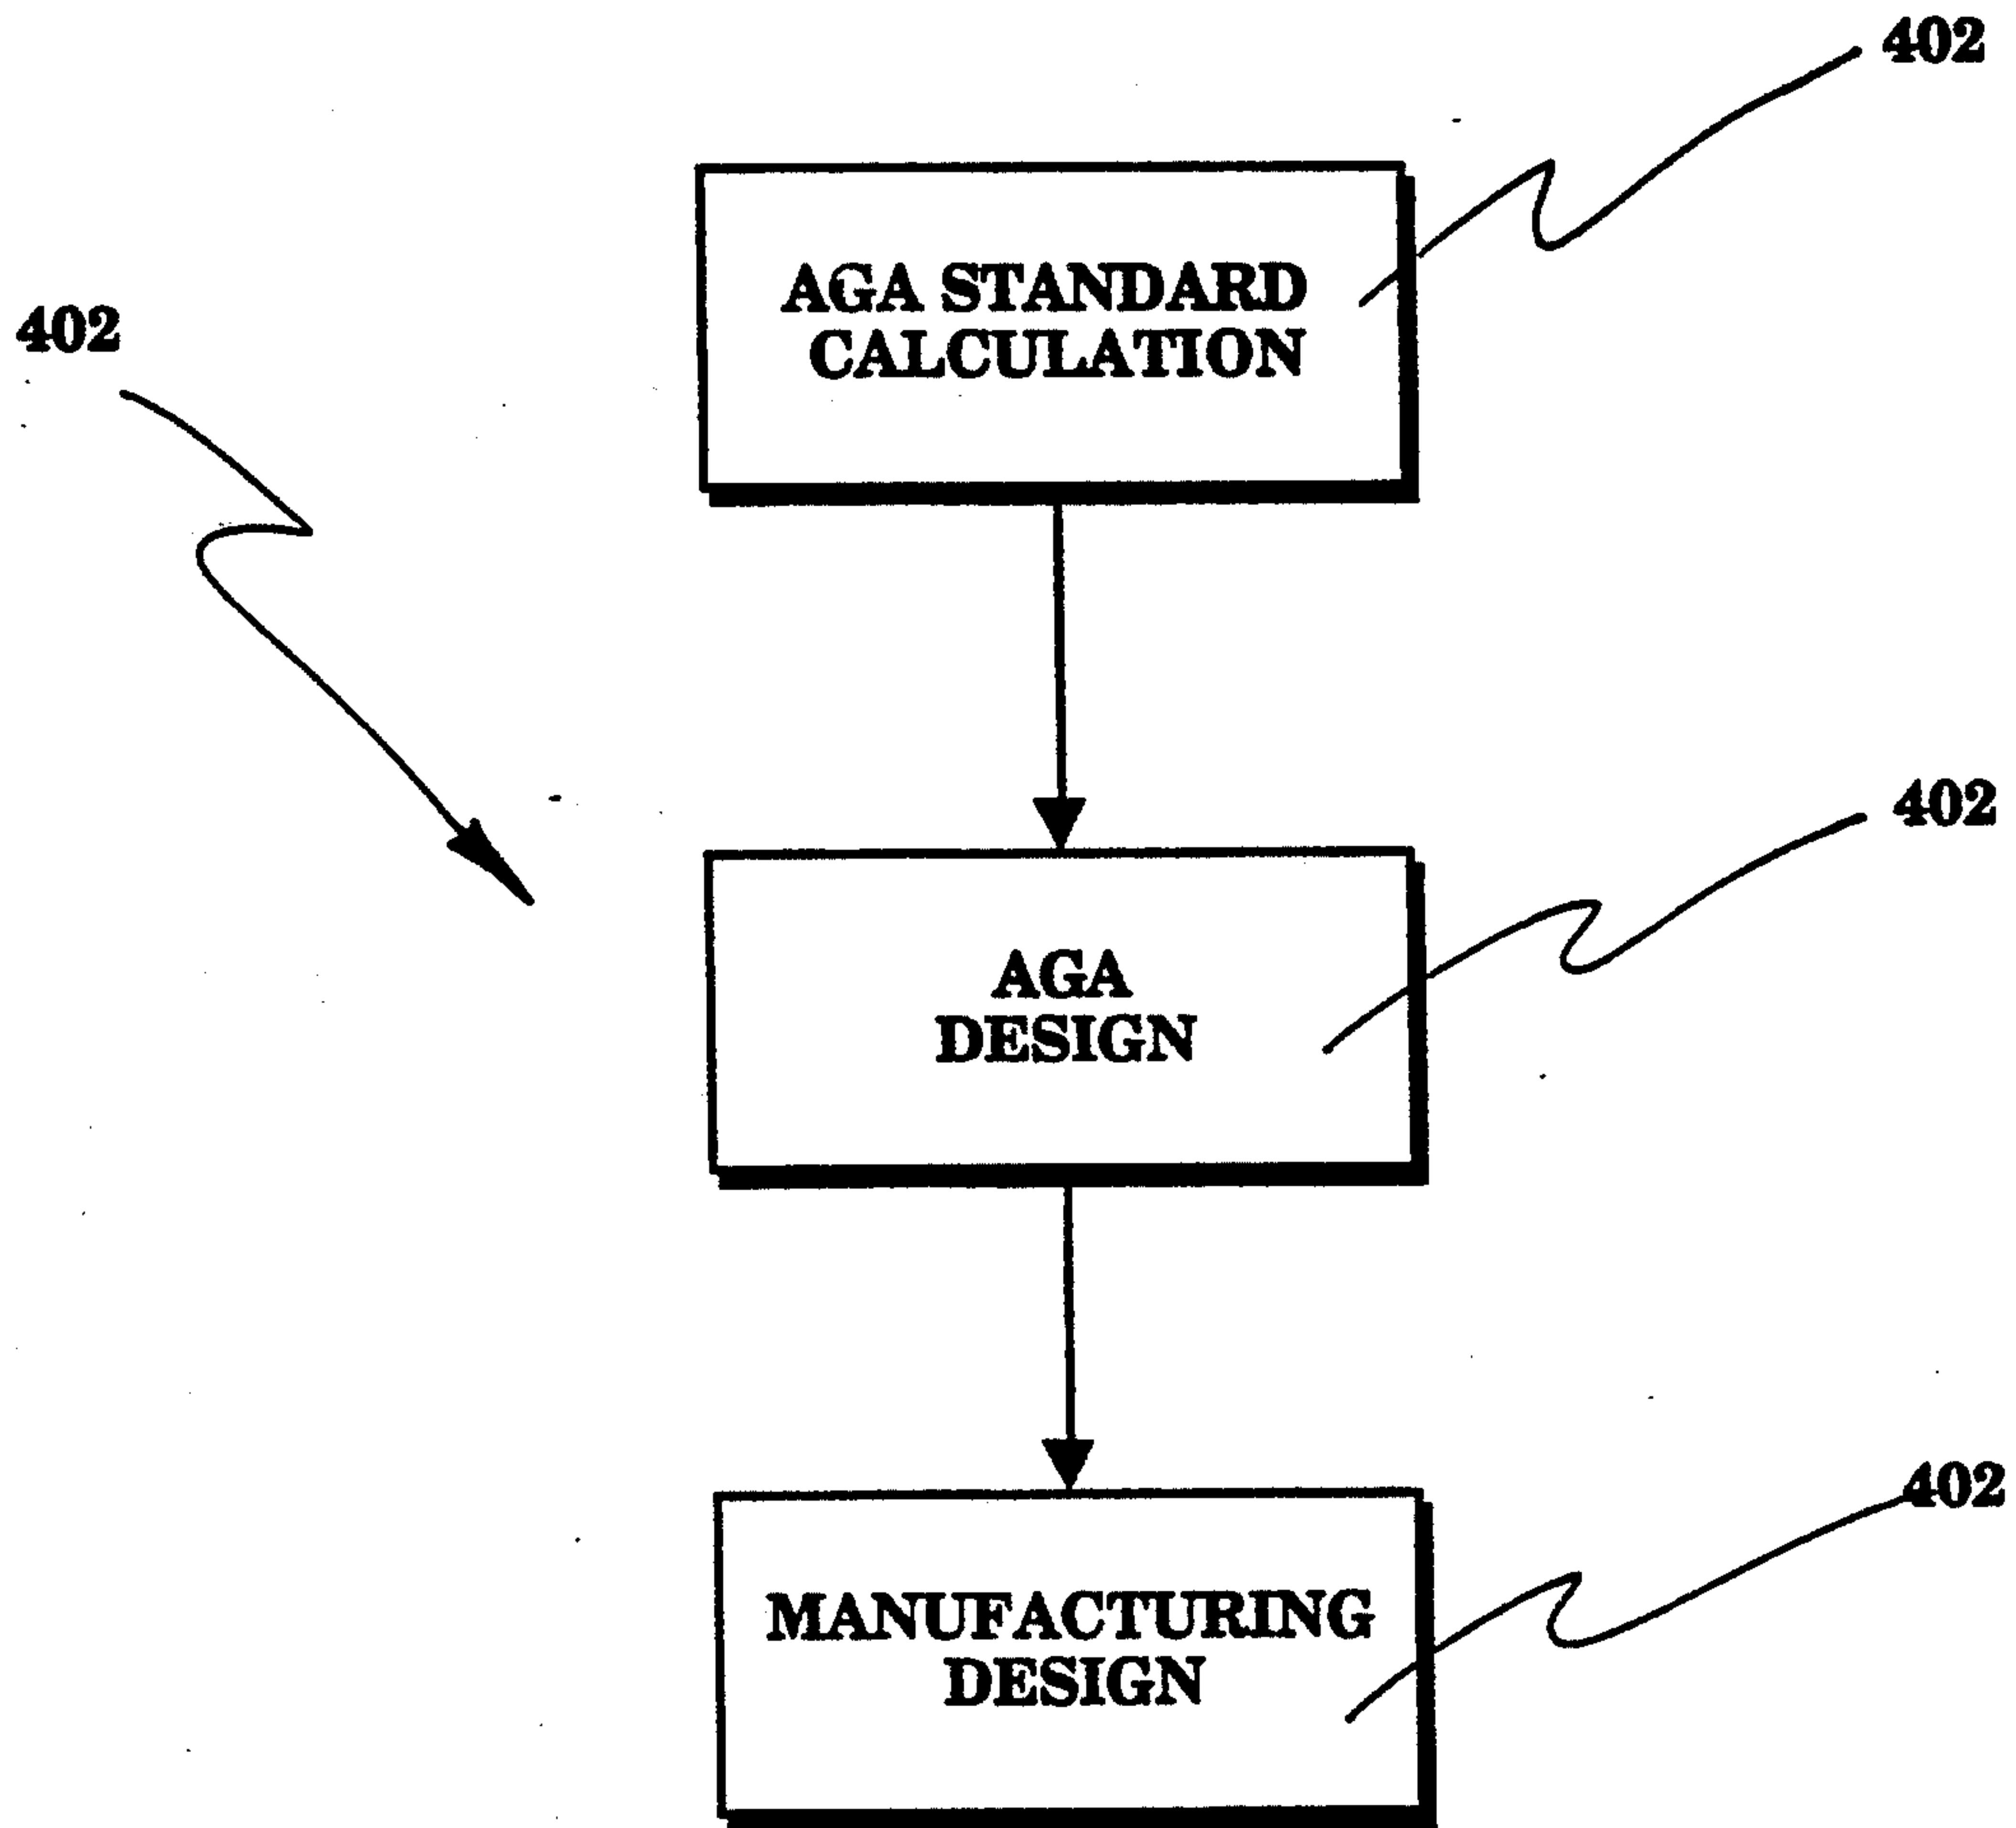 402
AGA STANDARD
CALCULATION
402
AGA
DESIGN
402
MANUFACTURING
DESIGN
402